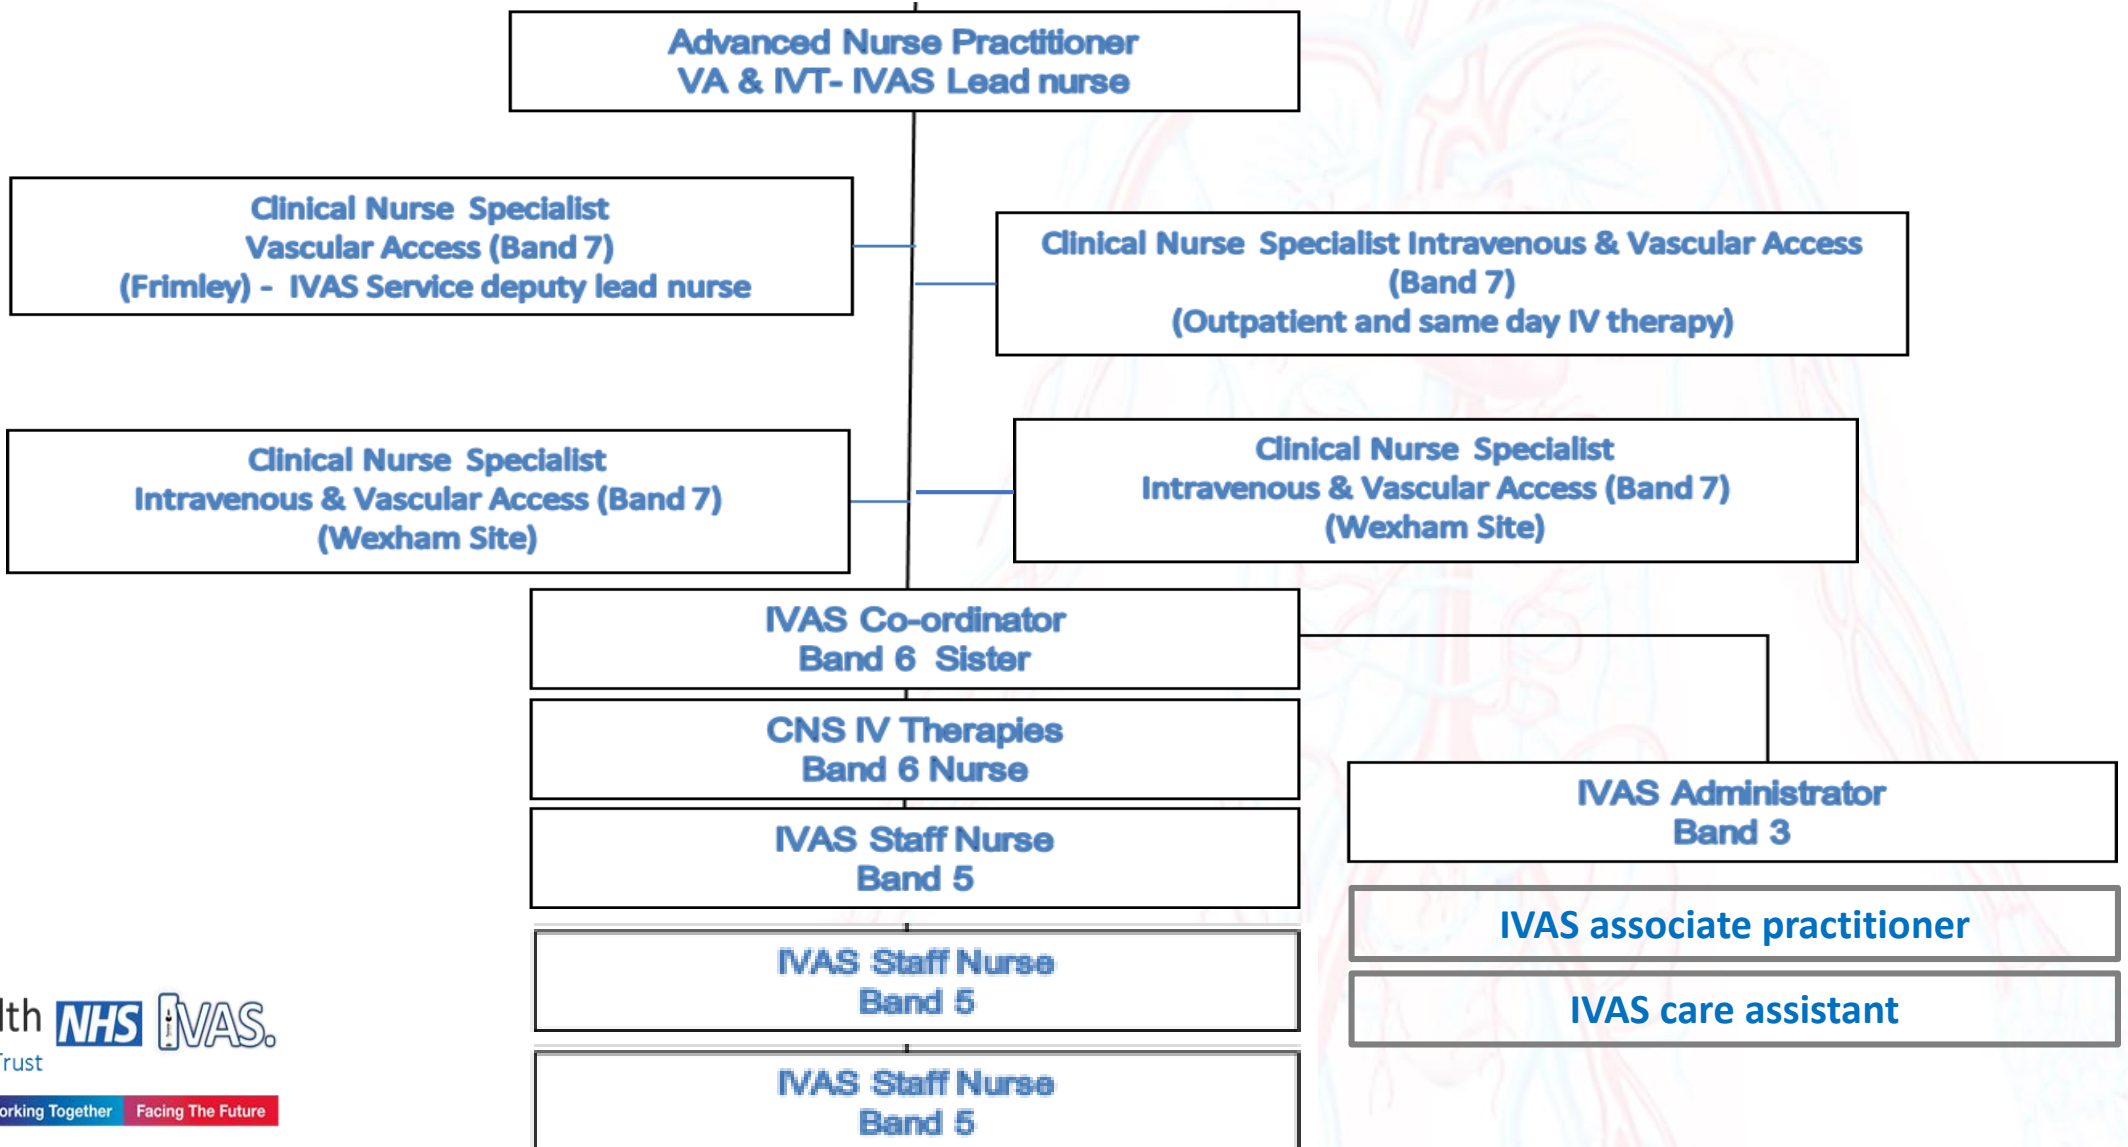 Advanced Nurse Practitioner
VA & IVT- IVAS Lead nurse
Clinical Nurse Specialist
Vascular Access (Band 7)
(Frimley) - IVAS Service deputy lead nurse
Clinical Nurse Specialist Intravenous & Vascular Access
(Band 7)
(Outpatient and same day IV therapy)
Clinical Nurse Specialist
Intravenous & Vascular Access (Band 7)
(Wexham Site)
Clinical Nurse Specialist
Intravenous & Vascular Access (Band 7)
(Wexham Site)
IVAS Co-ordinator
Band 6 Sister
CNS IV Therapies
Band 6 Nurse
IVAS Staff Nurse
Band 5
IVAS Administrator
Band 3
IVAS associate practitioner
IVAS care assistant
IVAS Staff Nurse
Band 5
IVAS Staff Nurse
Band 5
NHS IVAS.
Trust
Together Facing The Future